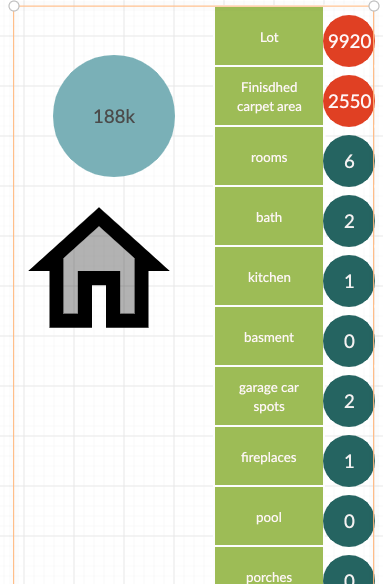 188k
Lot
9920
Finisdhed
carpet area
2550
rooms
6
bath
2
kitchen
1
basment
0
garage car
spots
2
fireplaces
1
pool
0
porches
0